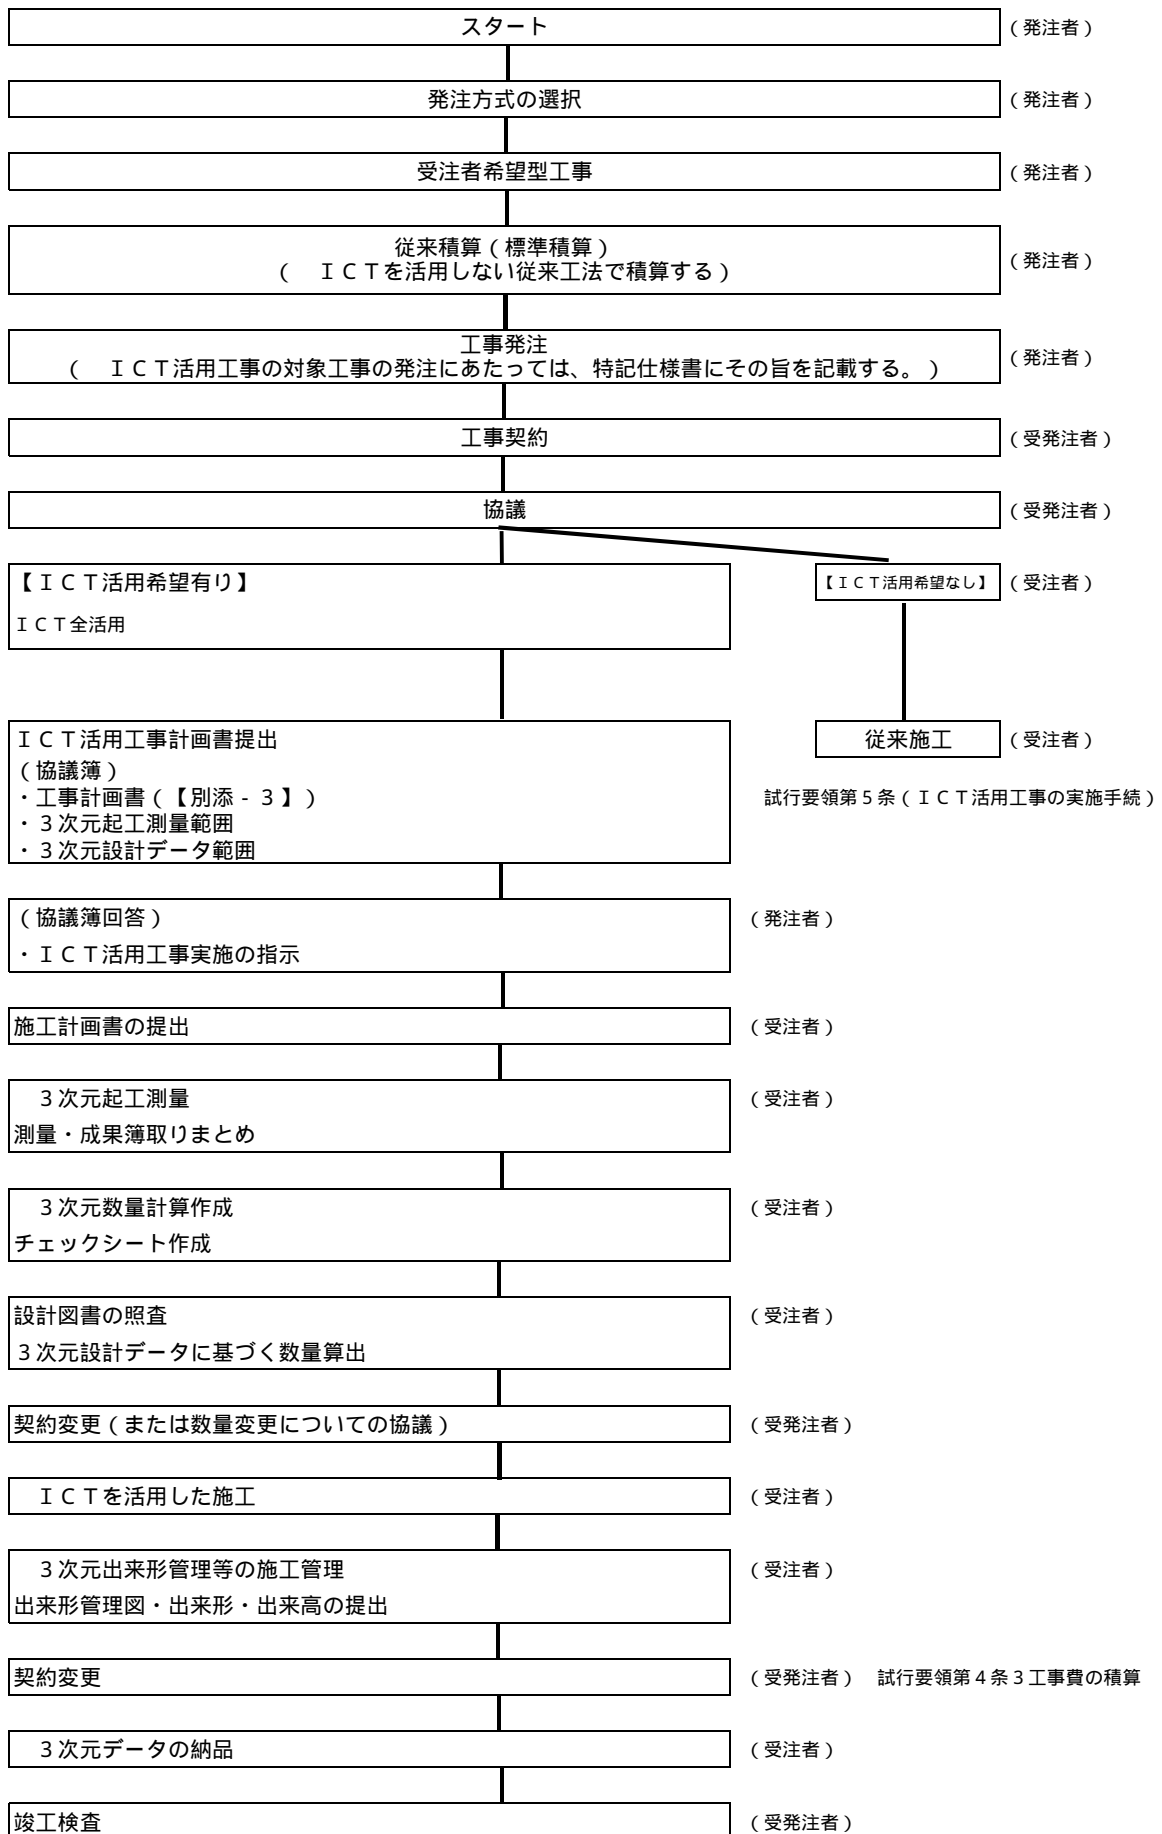 スタート (発注者)
発注方式の選択 (発注者)
受注者希望型工事 (発注者)
従来積算(標準積算)
( ICTを活用しない従来工法で積算する) (発注者)
工事発注
( ICT活用工事の対象工事の発注にあたっては、特記仕様書にその旨を記載する。) (発注者)
工事契約 (受発注者)
協議 (受発注者)
【ICT活用希望有り】 【ICT活用希望なし】 (受注者)
ICT全活用
ICT活用工事計画書提出 従来施工 (受注者)
(協議簿)
・工事計画書(【別添-3】) 試行要領第5条(ICT活用工事の実施手続)
・3次元起工測量範囲
・3次元設計データ範囲
(協議簿回答) (発注者)
・ICT活用工事実施の指示
施工計画書の提出 (受注者)
3次元起工測量 (受注者)
測量・成果簿取りまとめ
3次元数量計算作成 (受注者)
チェックシート作成
設計図書の照査 (受注者)
3次元設計データに基づく数量算出
契約変更(または数量変更についての協議) (受発注者)
ICTを活用した施工 (受注者)
3次元出来形管理等の施工管理 (受注者)
出来形管理図・出来形・出来高の提出
契約変更 (受発注者) 試行要領第4条3工事費の積算
3次元データの納品 (受注者)
竣工検査 (受発注者)